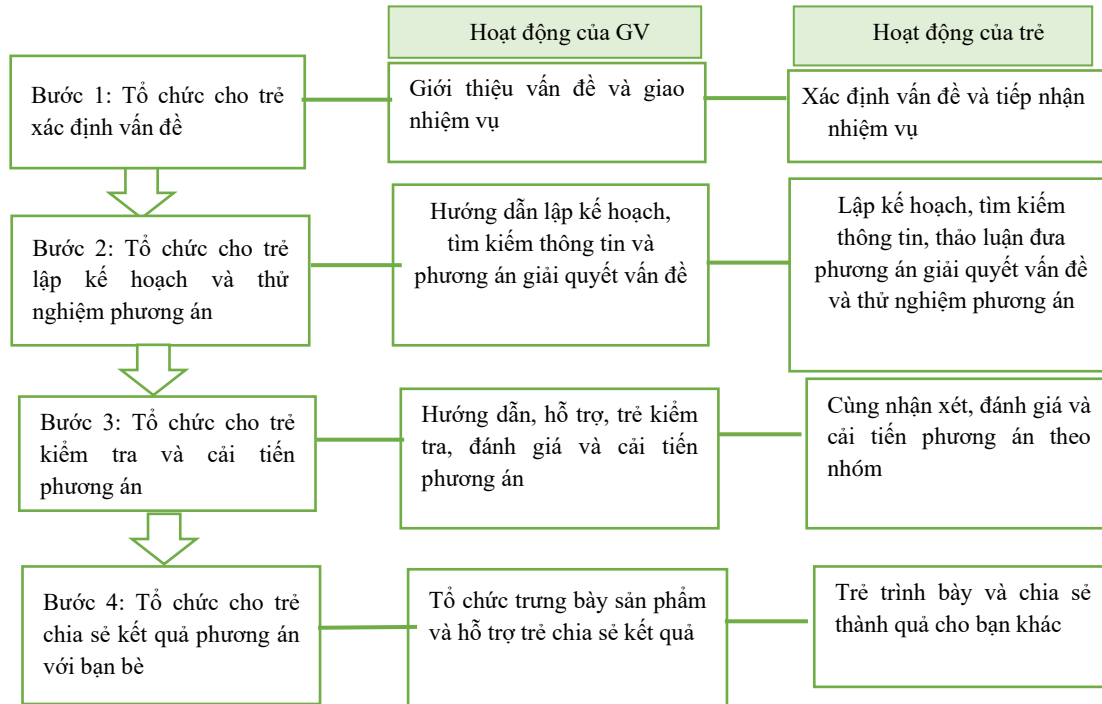 Hoạt động của GV
Hoạt động của trẻ
Bước 1: Tổ chức cho trẻ
xác định vấn đề
Giới thiệu vấn đề và giao
nhiệm vụ
Xác định vấn đề và tiếp nhận
nhiệm vụ
Bước 2: Tổ chức cho trẻ
lập kế hoạch và thử
nghiệm phương án
Hướng dẫn lập kế hoạch,
tìm kiếm thông tin và
phương án giải quyết vấn đề
Lập kế hoạch, tìm kiếm
thông tin, thảo luận đưa
phương án giải quyết vấn đề
và thử nghiệm phương án
Bước 3: Tổ chức cho trẻ
kiểm tra và cải tiến
phương án
Hướng dẫn, hỗ trợ, trẻ kiểm
tra, đánh giá và cải tiến
phương án
Cùng nhận xét, đánh giá và
cải tiến phương án theo
nhóm
Bước 4: Tổ chức cho trẻ
chia sẻ kết quả phương án
với bạn bè
Tổ chức trưng bày sản phẩm
và hỗ trợ trẻ chia sẻ kết quả
Trẻ trình bày và chia sẻ
thành quả cho bạn khác